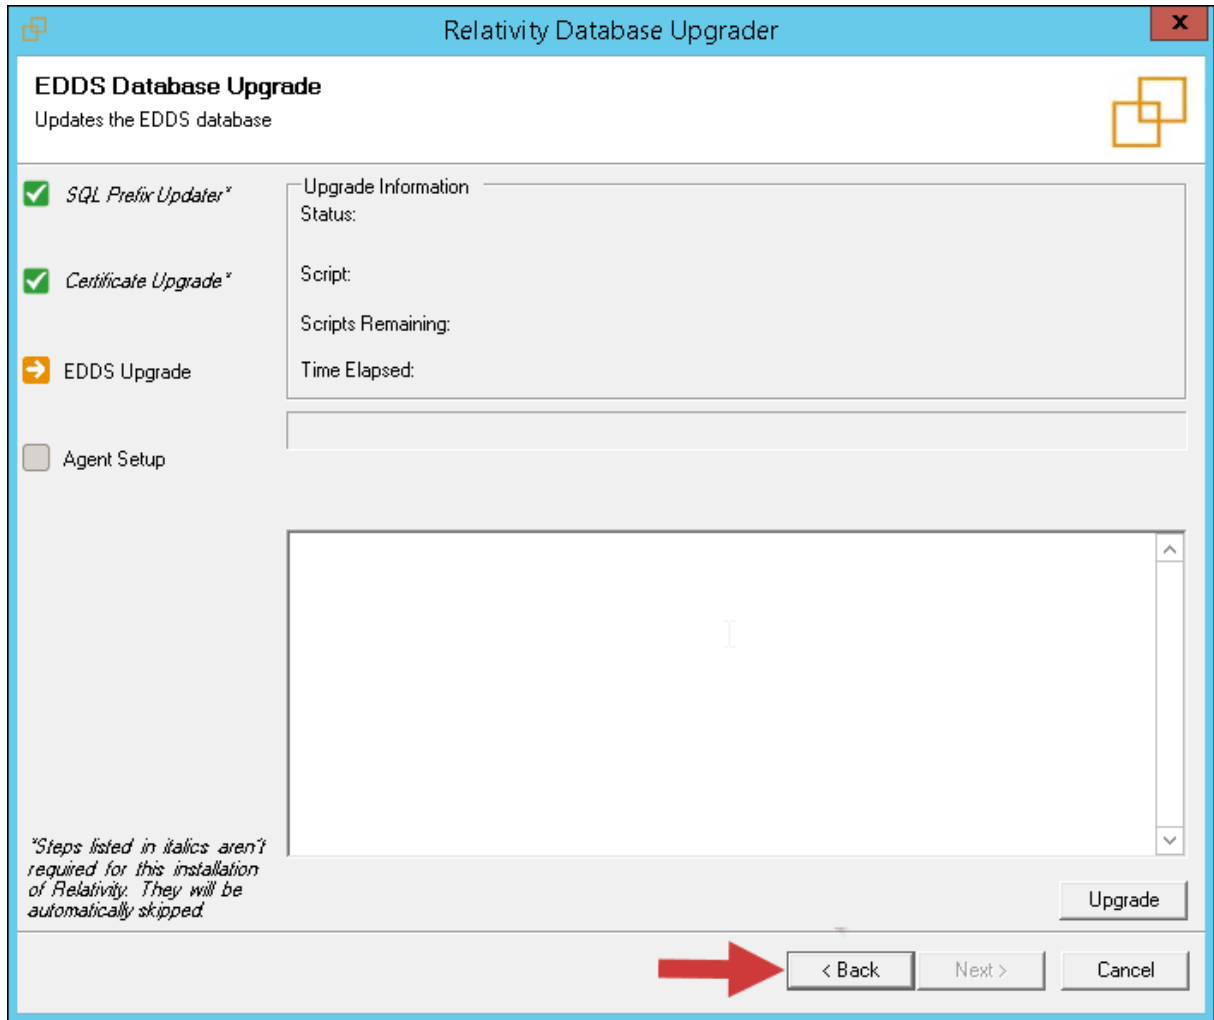 Relativity Database Upgrader
X
EDDS Database Upgrade
Updates the EDDS database
SQL Prefix Updater*
Certificate Upgrade*
EDDS Upgrade
Agent Setup
Upgrade Information
Status:
Script:
Scripts Remaining:
Time Elapsed:
*Steps listed in italics aren't
required for this installation
of Relativity. They will be
automatically skipped.
Upgrade
< Back
Next >
Cancel